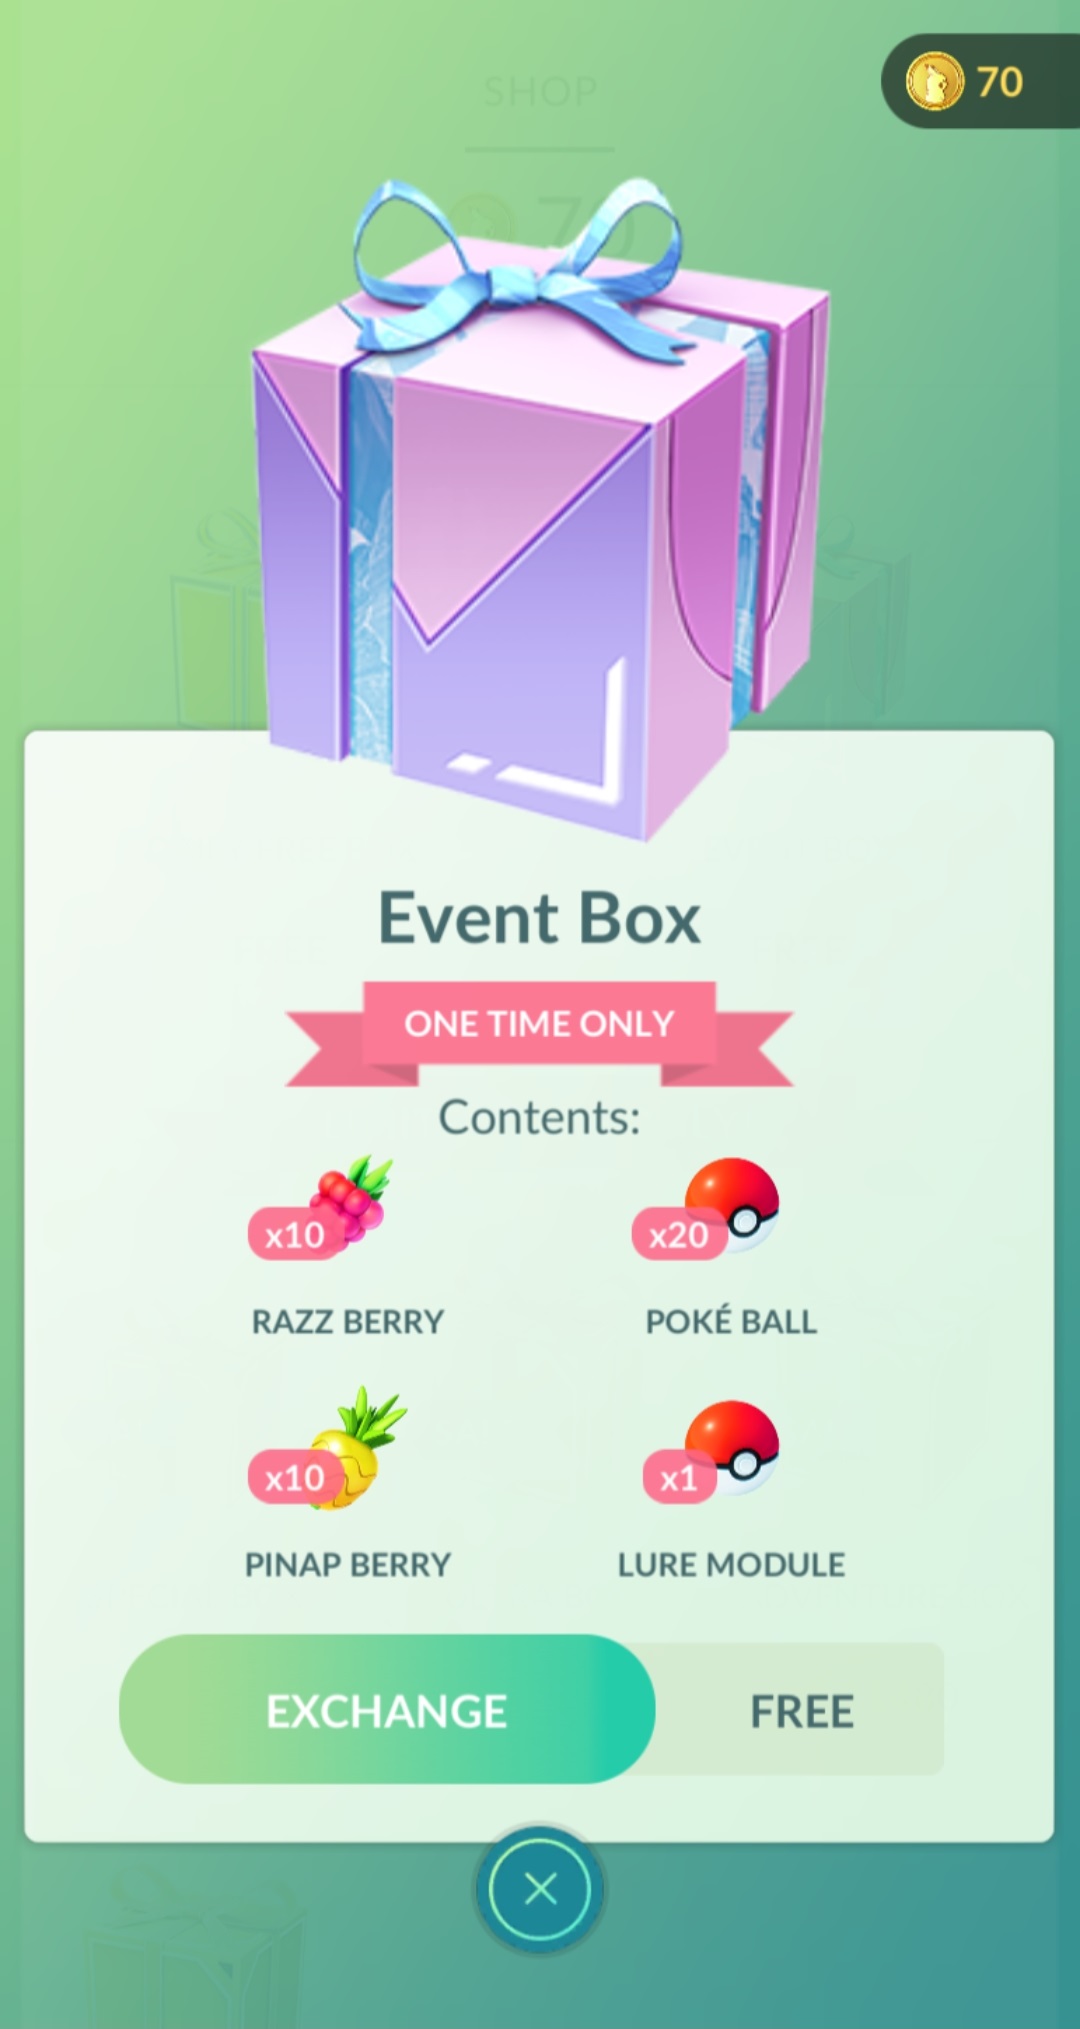 SHOP
70
Event Box
ONE TIME ONLY
Contents:
x10
x20
RAZZ BERRY
POKÉ BALL
x10
x1
PINAP BERRY
LURE MODULE
EXCHANGE
FREE